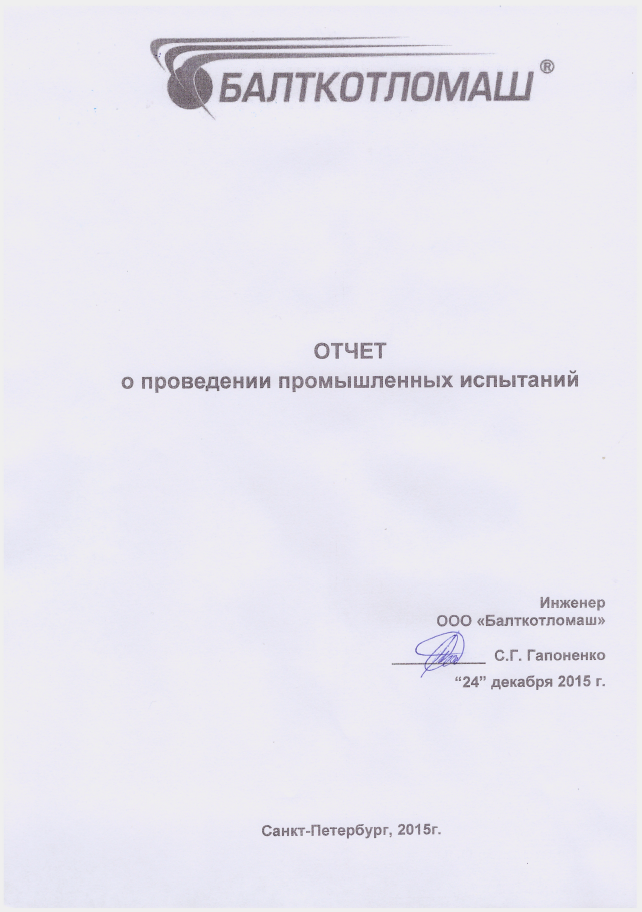 БАЛТКОТЛОМАШ®
ОТЧЕТ
о проведении промышленных испытаний
Инженер
ООО «Балткотломаш»
С.Г. Гапоненко
“24” декабря 2015 г.
Санкт-Петербург, 2015г.